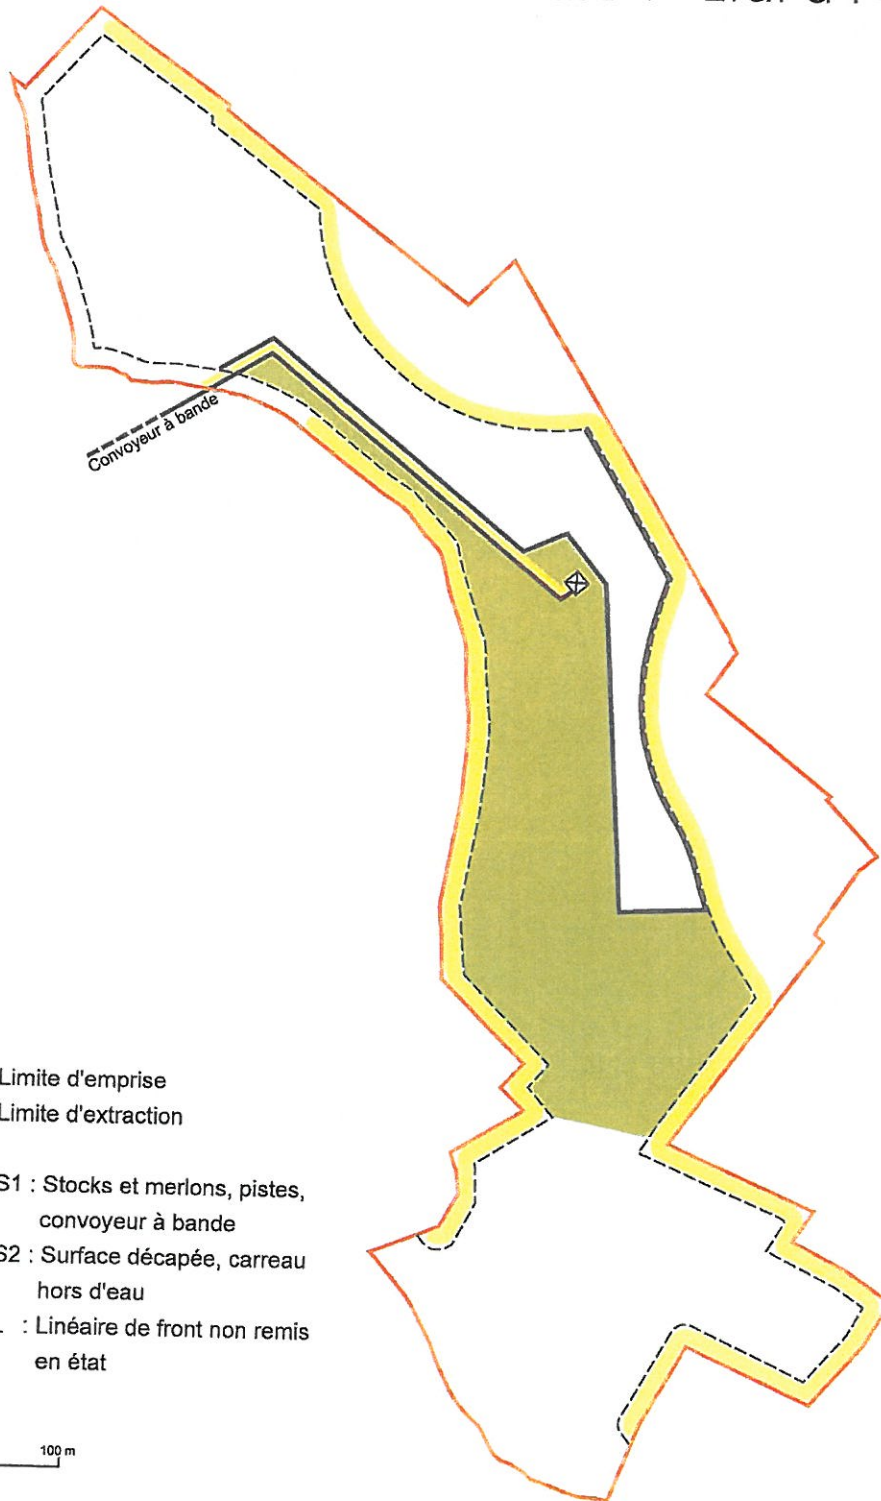 Convoyeur à bande
Limite d'emprise
Limite d'extraction
S1 : Stocks et merlons, pistes,
convoyeur à bande
S2 : Surface décapée, carreau
hors d'eau
: Linéaire de front non remis
en état
100 m